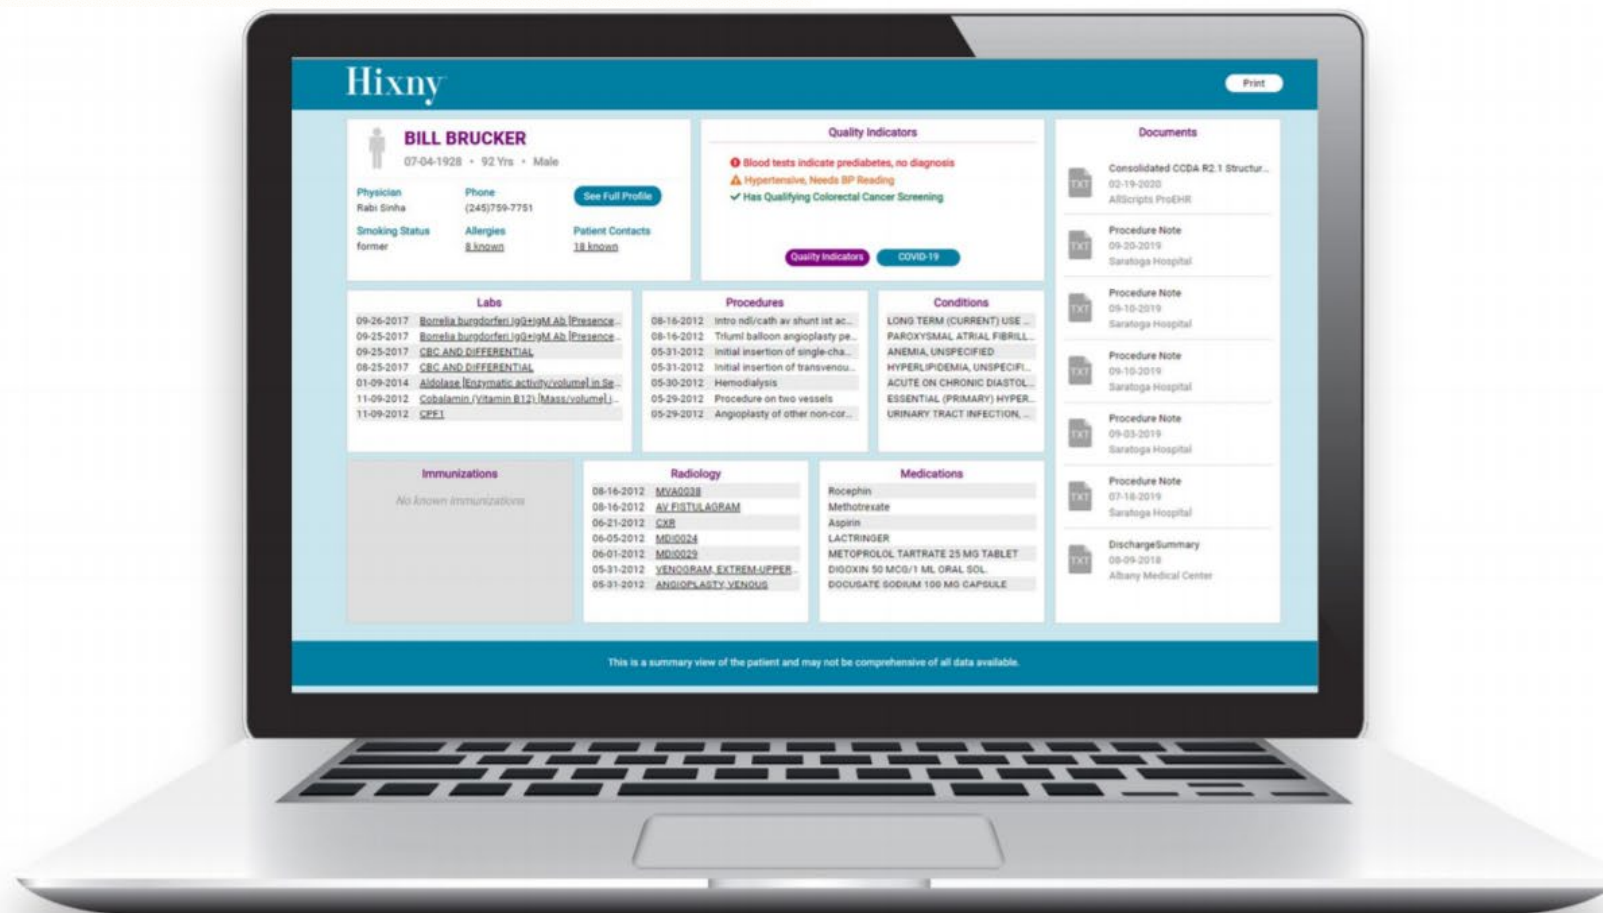 Hixny
Print
BILL BRUCKER
07-04-1928 • 92 Yrs • Male
Physician
Rabi Sinha
Phone
(245)759-7751
See Full Profile
Smoking Status
former
Allergies
8 known
Patient Contacts
18 known
Quality Indicators
Blood tests indicate prediabetes, no diagnosis
Hypertensive, Needs BP Reading
Has Qualifying Colorectal Cancer Screening
Quality Indicators
COVID-19
Labs
09-26-2017 Borrelia burgdorferi IgG+IgM Ab [Presence...
09-25-2017 Borrelia burgdorferi IgG+IgM Ab [Presence...
09-25-2017 CBC AND DIFFERENTIAL
08-25-2017 CBC AND DIFFERENTIAL
01-09-2014 Aldolase [Enzymatic activity/volume] in Se...
11-09-2012 Cobalamin (Vitamin B12) [Mass/volume] i...
11-09-2012 CPF1
Procedures
08-16-2012 Intro ndl/cath av shunt ist ac...
08-16-2012 Trluml balloon angioplasty pe...
05-31-2012 Initial insertion of single-cha...
05-31-2012 Initial insertion of transvenou...
05-30-2012 Hemodialysis
05-29-2012 Procedure on two vessels
05-29-2012 Angioplasty of other non-cor...
Conditions
LONG TERM (CURRENT) USE ...
PAROXYSMAL ATRIAL FIBRILL...
ANEMIA, UNSPECIFIED
HYPERLIPIDEMIA, UNSPECIFI...
ACUTE ON CHRONIC DIASTOL...
ESSENTIAL (PRIMARY) HYPER...
URINARY TRACT INFECTION, ...
Immunizations
No known immunizations
Radiology
08-16-2012 MVA0038
08-16-2012 AV FISTULAGRAM
06-21-2012 CXR
06-05-2012 MDI0024
06-01-2012 MDI0029
05-31-2012 VENOGRAM, EXTREM-UPPER...
05-31-2012 ANGIOPLASTY, VENOUS
Medications
Rocephin
Methotrexate
Aspirin
LACTRINGER
METOPROLOL TARTRATE 25 MG TABLET
DIGOXIN 50 MCG/1 ML ORAL SOL.
DOCUSATE SODIUM 100 MG CAPSULE
Documents
TXT
Consolidated CCDA R2.1 Structur...
02-19-2020
AllScripts ProEHR
TXT
Procedure Note
09-20-2019
Saratoga Hospital
TXT
Procedure Note
09-10-2019
Saratoga Hospital
TXT
Procedure Note
09-10-2019
Saratoga Hospital
TXT
Procedure Note
09-03-2019
Saratoga Hospital
TXT
Procedure Note
07-18-2019
Saratoga Hospital
TXT
DischargeSummary
08-09-2018
Albany Medical Center
This is a summary view of the patient and may not be comprehensive of all data available.